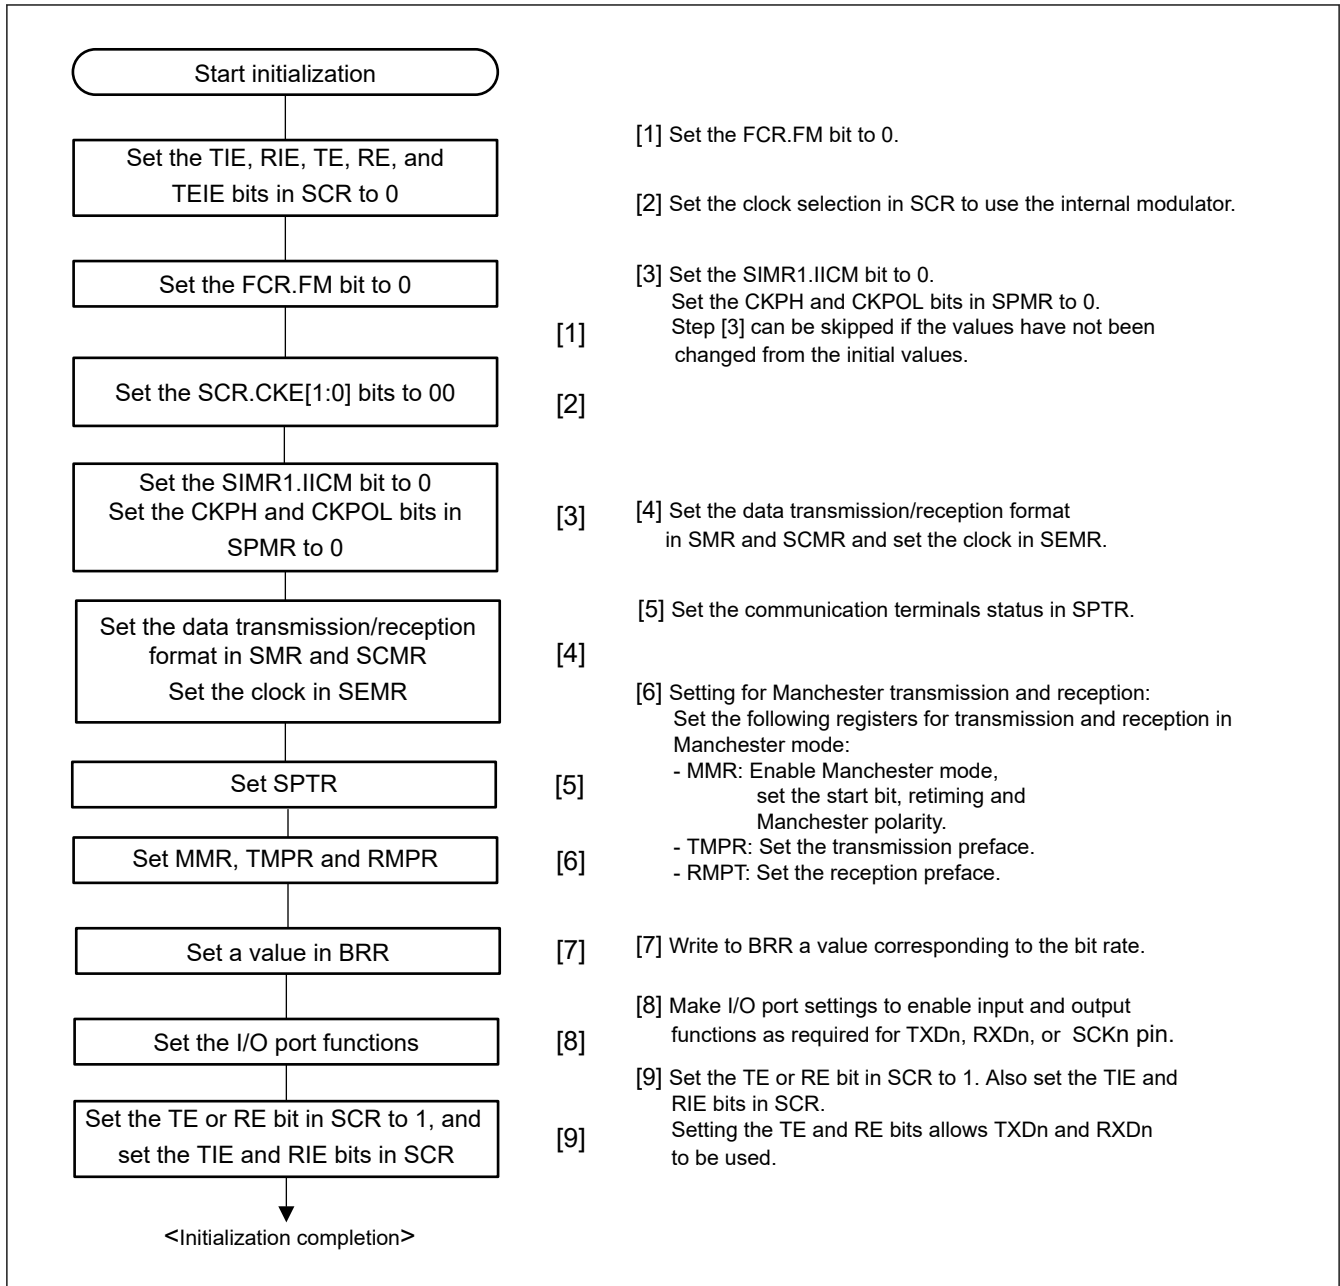 Start initialization
Set the TIE, RIE, TE, RE, and
TEIE bits in SCR to 0
Set the FCR.FM bit to 0
[1]
Set the SCR.CKE[1:0] bits to 00
[2]
Set the SIMR1.IICM bit to 0
Set the CKPH and CKPOL bits in
SPMR to 0
[3]
Set the data transmission/reception
format in SMR and SCMR
Set the clock in SEMR
[4]
Set SPTR
[5]
Set MMR, TMPR and RMPR
[6]
Set a value in BRR
[7]
Set the I/O port functions
[8]
Set the TE or RE bit in SCR to 1, and
set the TIE and RIE bits in SCR
[9]
<Initialization completion>
[1] Set the FCR.FM bit to 0.
[2] Set the clock selection in SCR to use the internal modulator.
[3] Set the SIMR1.IICM bit to 0.
Set the CKPH and CKPOL bits in SPMR to 0.
Step [3] can be skipped if the values have not been
changed from the initial values.
[4] Set the data transmission/reception format
in SMR and SCMR and set the clock in SEMR.
[5] Set the communication terminals status in SPTR.
[6] Setting for Manchester transmission and reception:
Set the following registers for transmission and reception in
Manchester mode:
- MMR: Enable Manchester mode,
set the start bit, retiming and
Manchester polarity.
- TMPR: Set the transmission preface.
- RMPT: Set the reception preface.
[7] Write to BRR a value corresponding to the bit rate.
[8] Make I/O port settings to enable input and output
functions as required for TXDn, RXDn, or SCKn pin.
[9] Set the TE or RE bit in SCR to 1. Also set the TIE and
RIE bits in SCR.
Setting the TE and RE bits allows TXDn and RXDn
to be used.